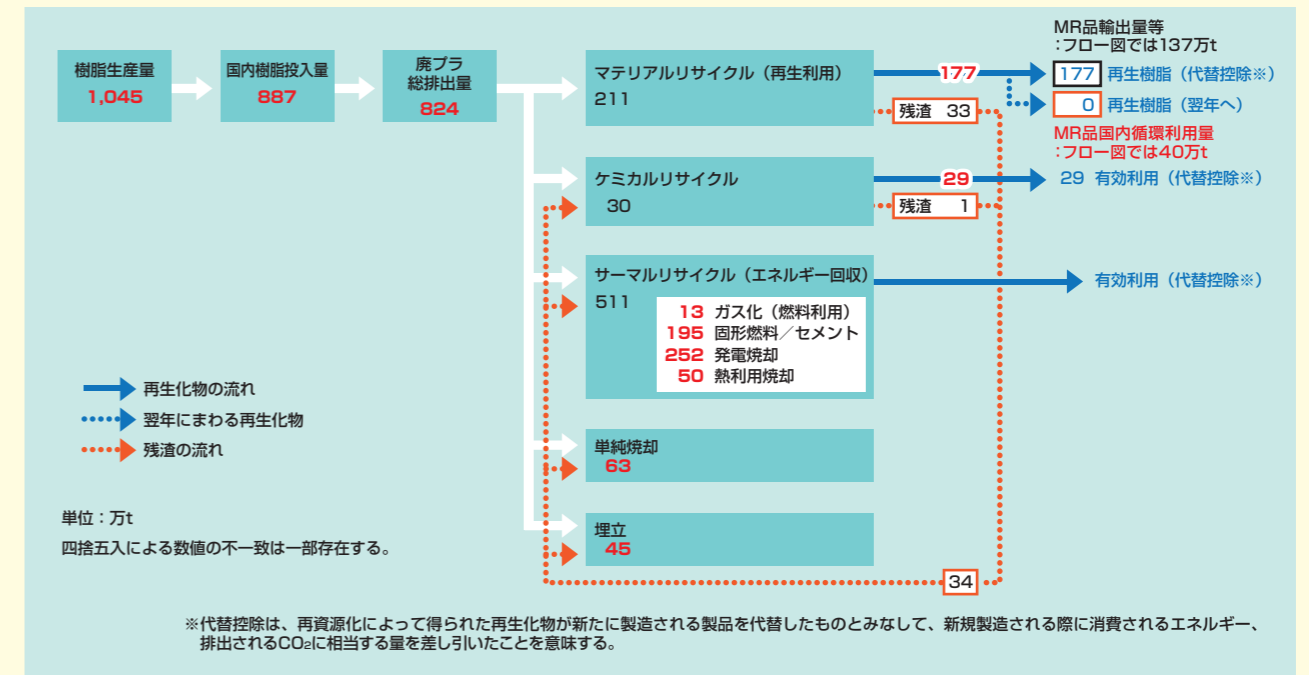 樹脂生産量
1,045
国内樹脂投入量
887
廃プラ
総排出量
824
マテリアルリサイクル（再生利用）
211
177
残渣 33
MR品輸出量等
：フロー図では137万t
177 再生樹脂（代替控除※）
0 再生樹脂（翌年へ）
MR品国内循環利用量
：フロー図では40万t
ケミカルリサイクル
30
29
残渣 1
29 有効利用（代替控除※）
サーマルリサイクル（エネルギー回収）
511
13 ガス化（燃料利用）
195 固形燃料／セメント
252 発電焼却
50 熱利用焼却
有効利用（代替控除※）
単純焼却
63
埋立
45
34
再生化物の流れ
翌年にまわる再生化物
残渣の流れ
単位：万t
四捨五入による数値の不一致は一部存在する。
※代替控除は、再資源化によって得られた再生化物が新たに製造される製品を代替したものとみなして、新規製造される際に消費されるエネルギー、
排出されるCO₂に相当する量を差し引いたことを意味する。